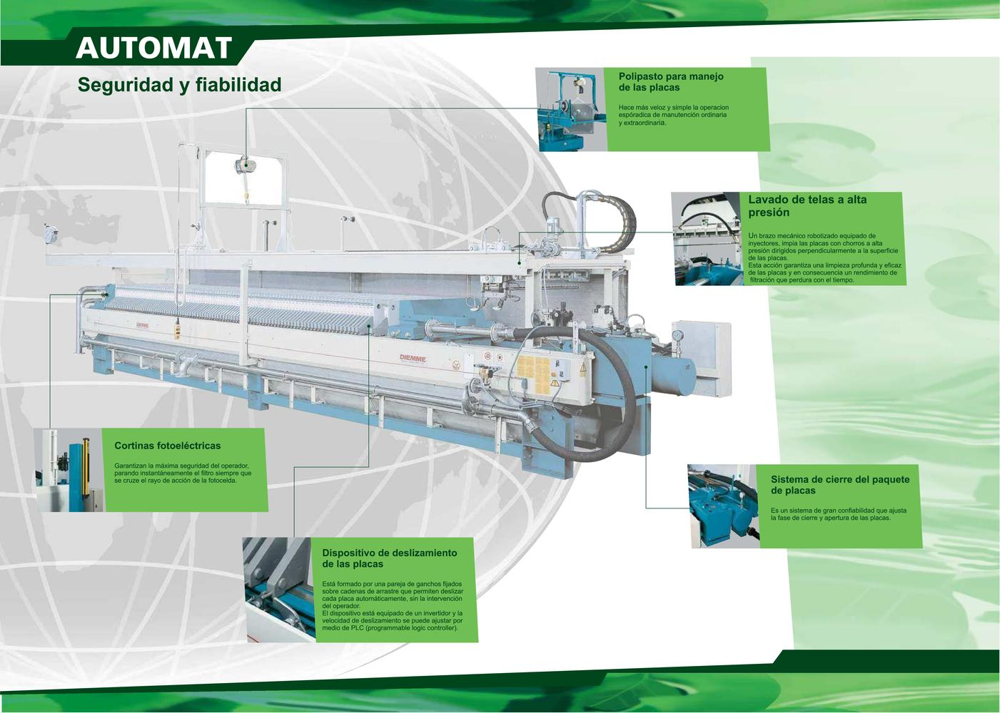 AUTOMAT
Seguridad y fiabilidad
Polipasto para manejo
de las placas
Hace más veloz y simple la operacion
espóradica de manutención ordinaria
y extraordinaria.
Lavado de telas a alta
presión
Un brazo mecánico robotizado equipado de
inyectores, impia las placas con chorros a alta
presión dirigidos perpendicularmente a la superficie
de las placas.
Esta acción garantiza una limpieza profunda y eficaz
de las placas y en consecuencia un rendimiento de
filtración que perdura con el tiempo.
DIEMME
DIEMME
Cortinas fotoeléctricas
Garantizan la máxima seguridad del operador,
parando instantáneamente el filtro siempre que
se cruze el rayo de acción de la fotocelda.
Sistema de cierre del paquete
de placas
Es un sistema de gran confiabilidad que ajusta
la fase de cierre y apertura de las placas.
Dispositivo de deslizamiento
de las placas
Está formado por una pareja de ganchos fijados
sobre cadenas de arrastre que permiten deslizar
cada placa automáticamente, sin la intervención
del operador.
El dispositivo está equipado de un invertidor y la
velocidad de deslizamiento se puede ajustar por
medio de PLC (programmable logic controller).